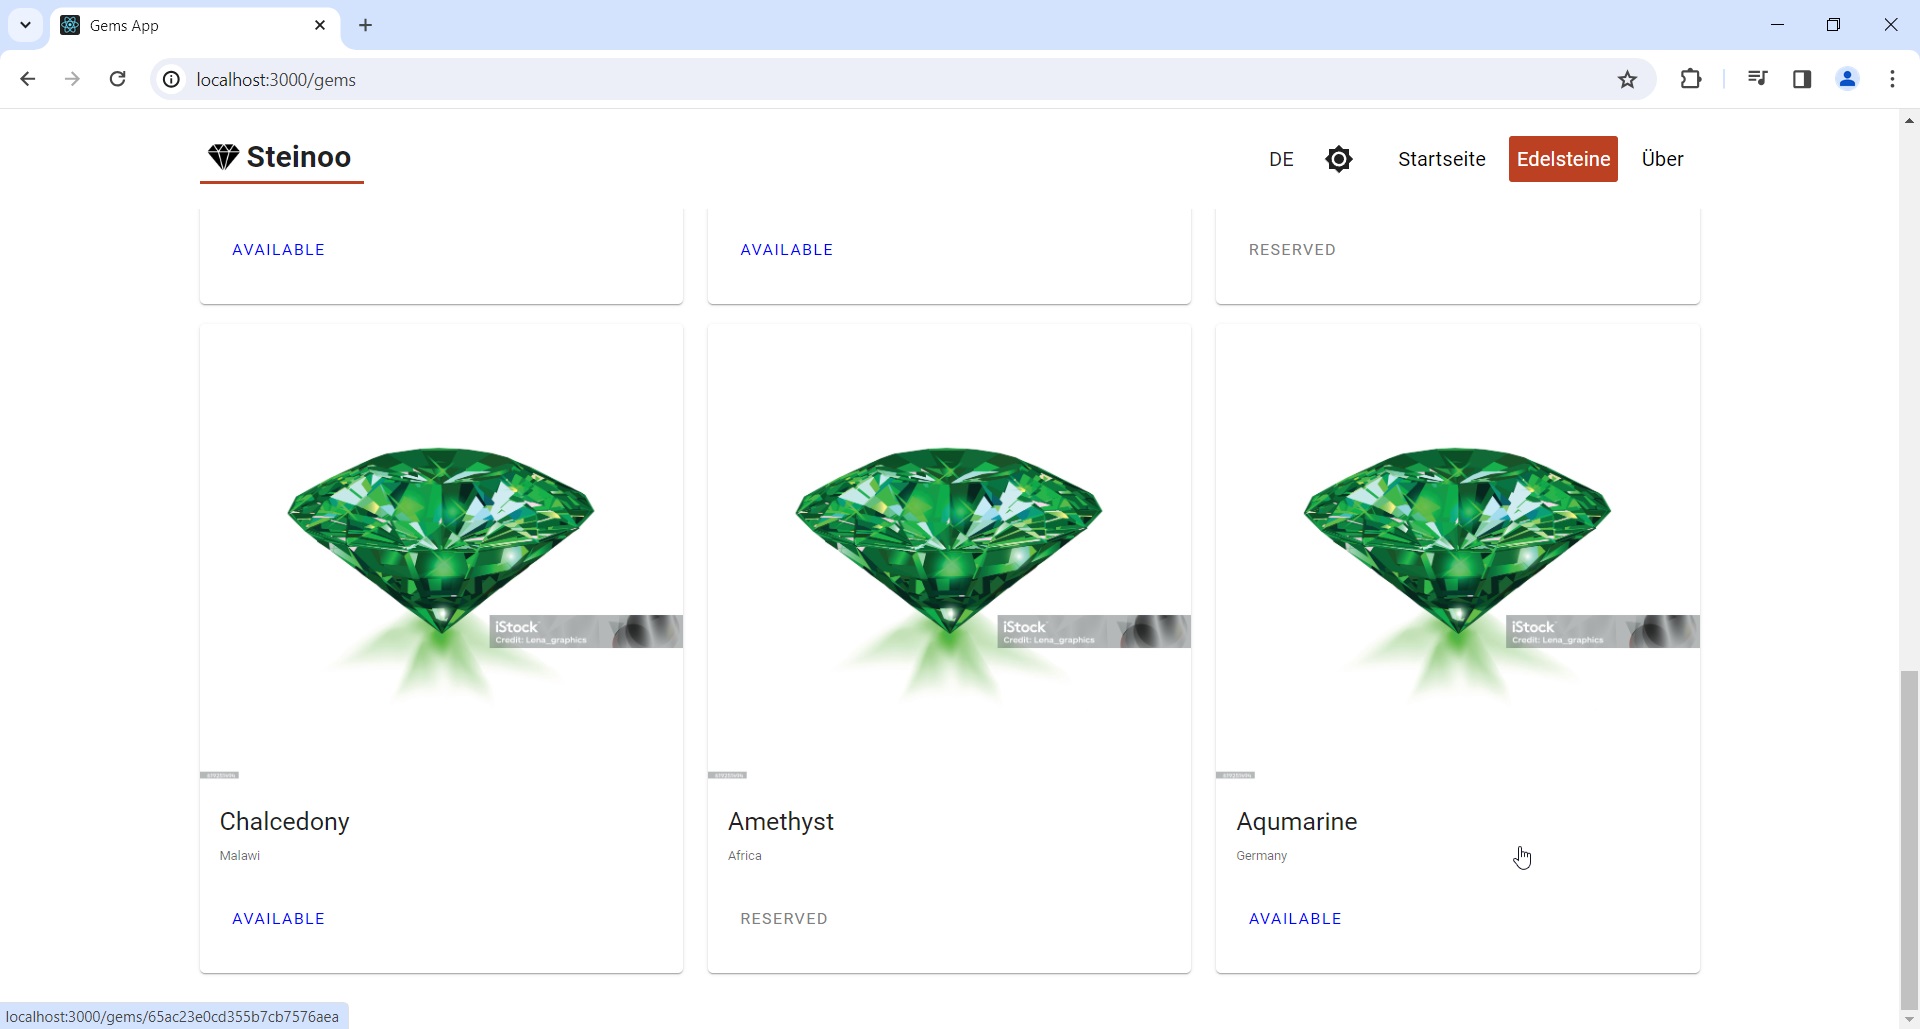 Gems App
localhost:3000/gems
Steinoo
DE
Startseite
Edelsteine
Über
AVAILABLE
AVAILABLE
RESERVED
iStock
Credit: Lena_graphics
iStock
Credit: Lena_graphics
iStock
Credit: Lena_graphics
Chalcedony
Malawi
AVAILABLE
Amethyst
Africa
RESERVED
Aqumarine
Germany
AVAILABLE
localhost:3000/gems/65ac23e0cd355b7cb7576aea